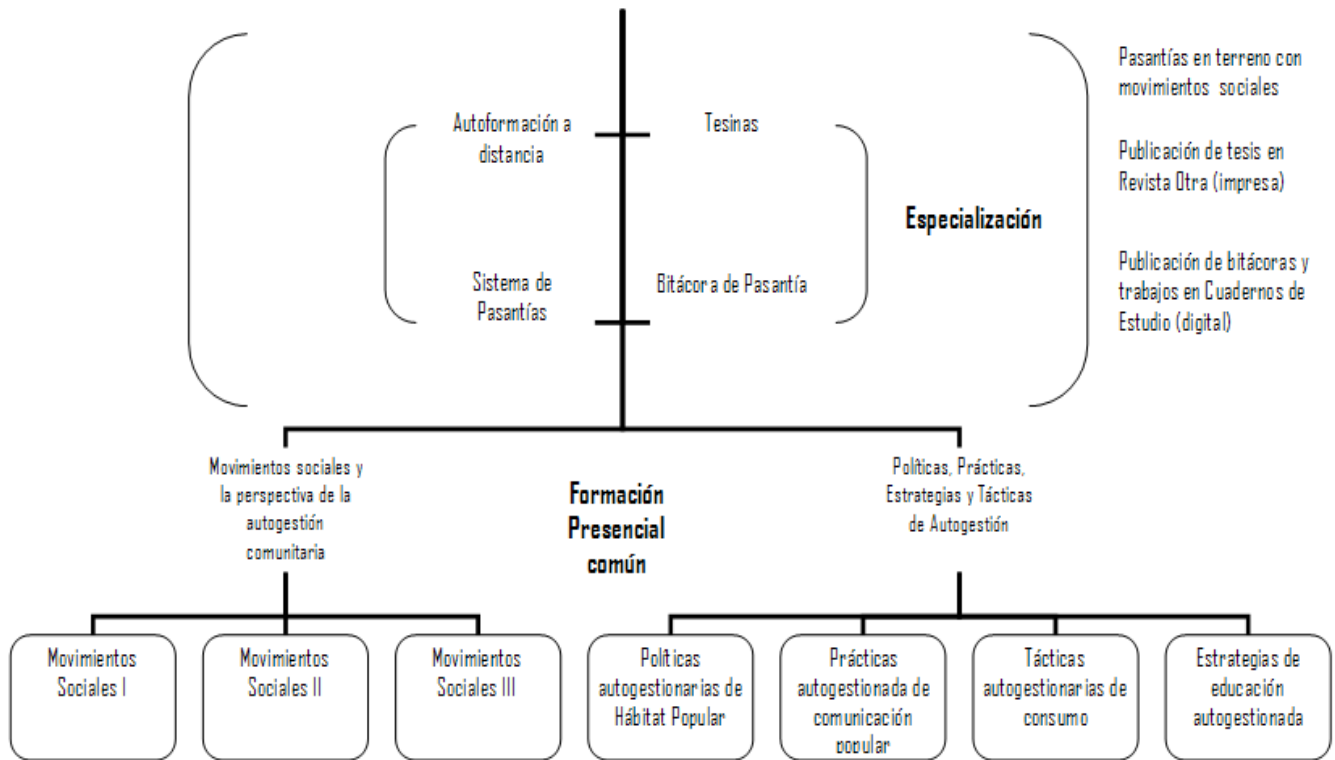 Autoformación a
distancia
Tesinas
Sistema de
Pasantías
Bitácora de Pasantía
Especialización
Pasantías en terreno con
movimientos sociales
Publicación de tesis en
Revista Otra (impresa)
Publicación de bitácoras y
trabajos en Cuadernos de
Estudio (digital)
Movimientos sociales y
la perspectiva de la
autogestión
comunitaria
Formación
Presencial
común
Políticas, Prácticas,
Estrategias y Tácticas
de Autogestión
Movimientos
Sociales I
Movimientos
Sociales II
Movimientos
Sociales III
Políticas
autogestionarias de
Hábitat Popular
Prácticas
autogestionada de
comunicación
popular
Tácticas
autogestionarias de
consumo
Estrategias de
educación
autogestionada